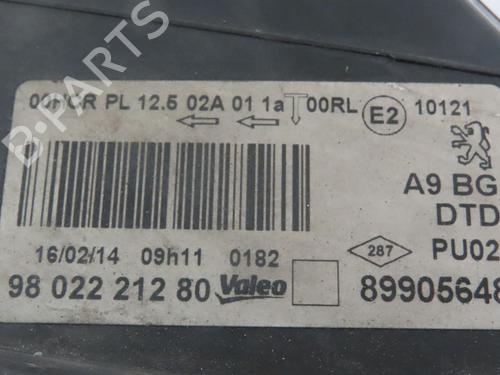 B-PARTS
00HCR PL 12.5 02A 01 1a 00RL E2 10121
A9 BG
DTD
16/02/14 09h11 0182 287 PU02
98 022 212 80 Valeo 89905648